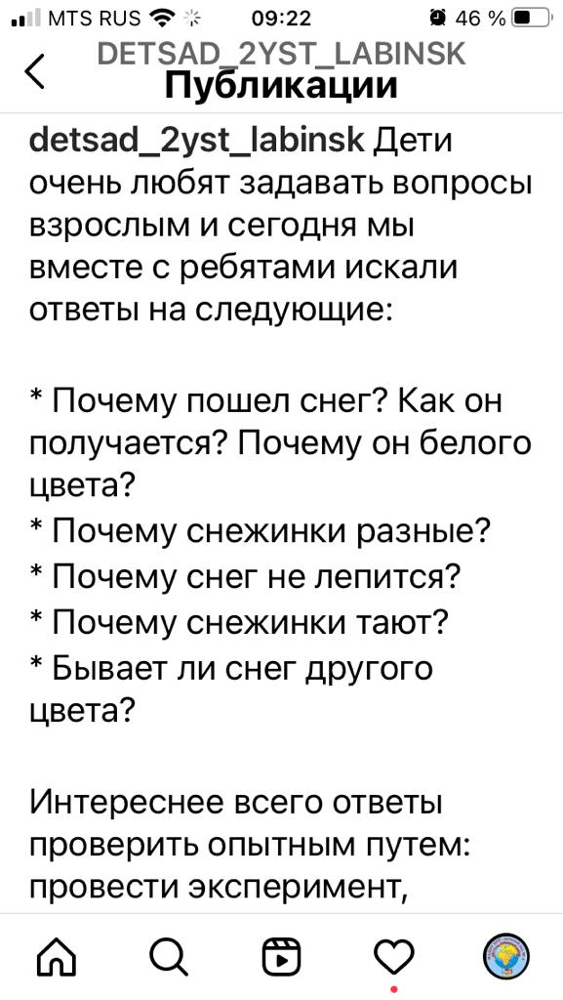 MTS RUS 09:22 46 %
DETSAD_2YST_LABINSK
Публикации
detsad_2yst_labinsk Дети
очень любят задавать вопросы
взрослым и сегодня мы
вместе с ребятами искали
ответы на следующие:
* Почему пошел снег? Как он
получается? Почему он белого
цвета?
* Почему снежинки разные?
* Почему снег не лепится?
* Почему снежинки тают?
* Бывает ли снег другого
цвета?
Интереснее всего ответы
проверить опытным путем:
провести эксперимент,